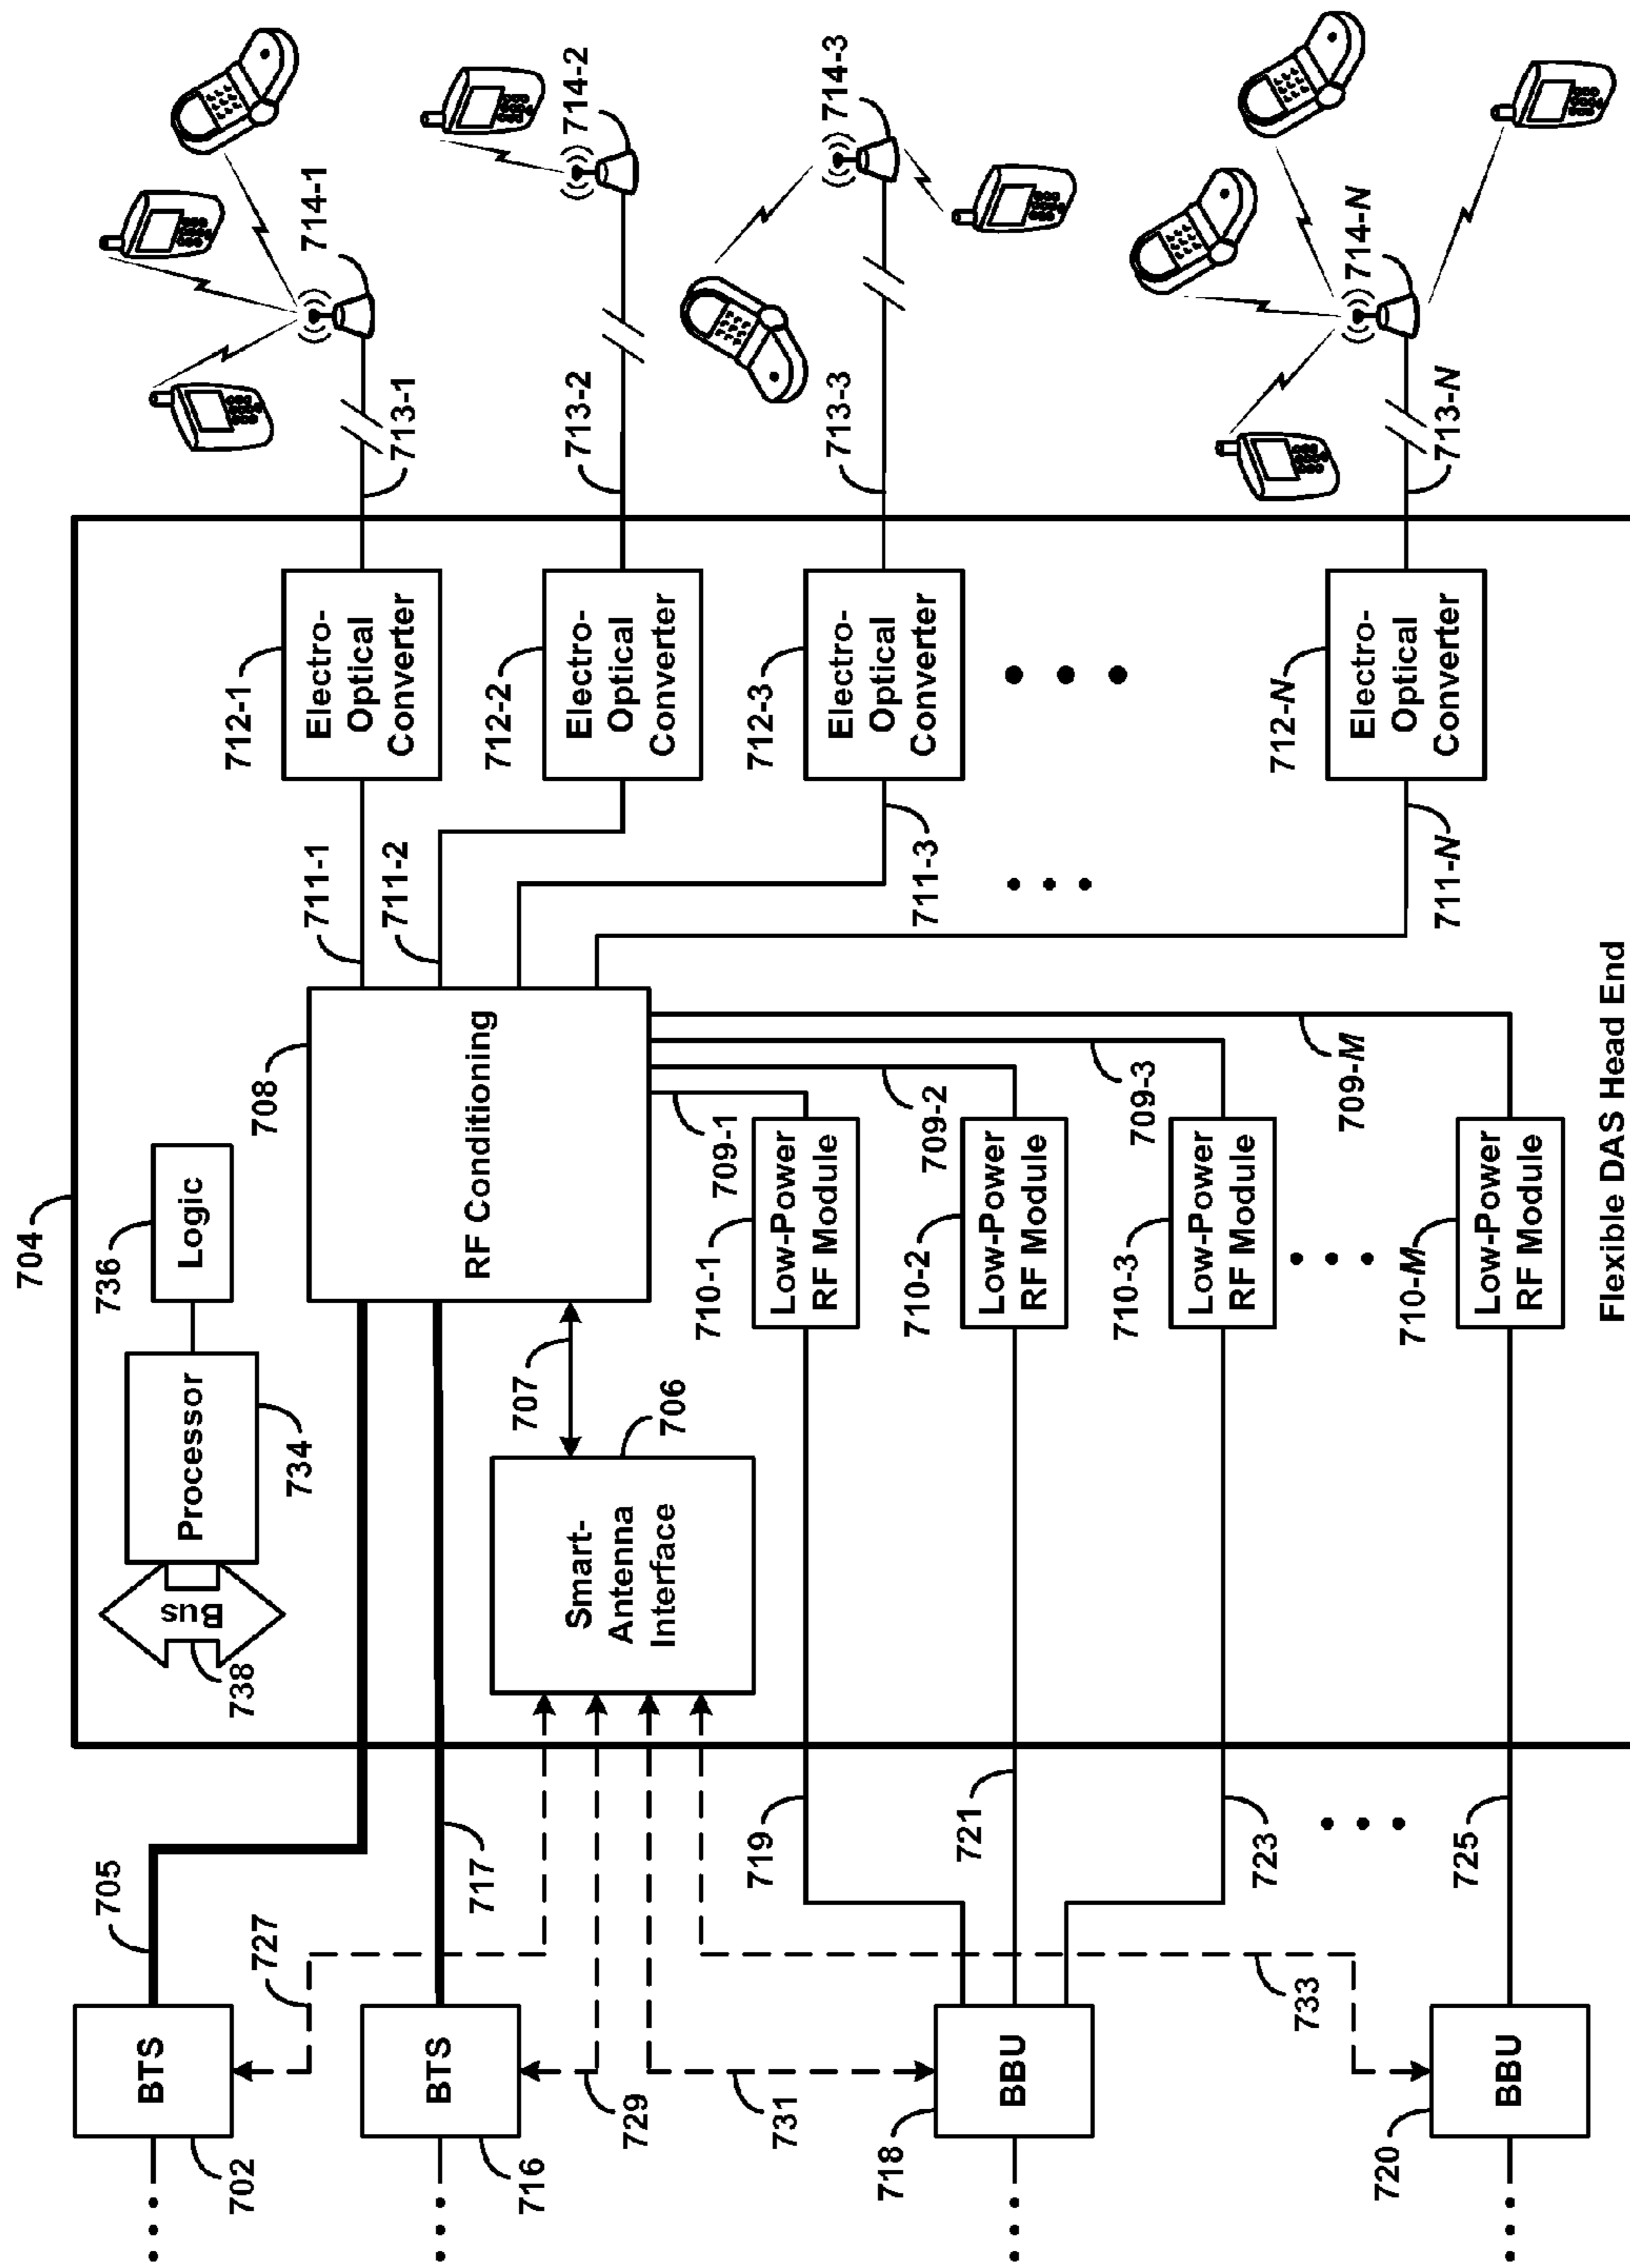 704
736
Logic
Processor
734
Bus
738
708
RF Conditioning
707
706
Smart-
Antenna
Interface
705
727
717
BTS
702
BTS
716
729
731
BBU
718
733
BBU
720
719
721
723
725
710-1
Low-Power
RF Module
709-1
710-2
Low-Power
RF Module
709-2
710-3
Low-Power
RF Module
709-3
710-M
Low-Power
RF Module
709-M
711-1
711-2
711-3
711-N
712-1
Electro-
Optical
Converter
712-2
Electro-
Optical
Converter
712-3
Electro-
Optical
Converter
712-N
Electro-
Optical
Converter
713-1
713-2
713-3
713-N
714-1
714-2
714-3
714-N
Flexible DAS Head End